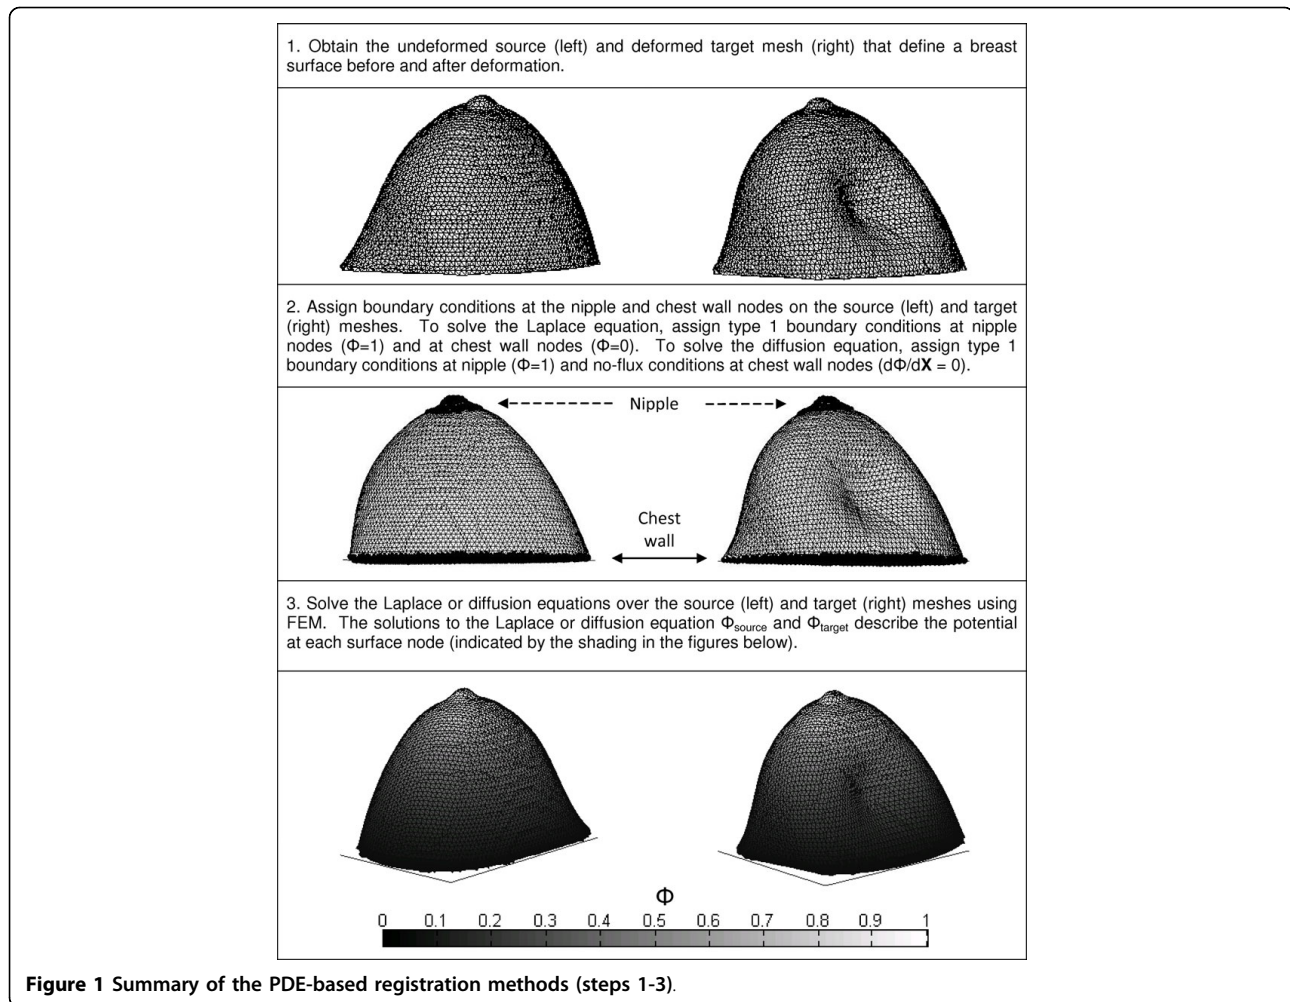 1. Obtain the undeformed source (left) and deformed target mesh (right) that define a breast
surface before and after deformation.
2. Assign boundary conditions at the nipple and chest wall nodes on the source (left) and target
(right) meshes. To solve the Laplace equation, assign type 1 boundary conditions at nipple
nodes (Φ=1) and at chest wall nodes (Φ=0). To solve the diffusion equation, assign type 1
boundary conditions at nipple (Φ=1) and no-flux conditions at chest wall nodes (dΦ/dX = 0).
Nipple
Chest
wall
3. Solve the Laplace or diffusion equations over the source (left) and target (right) meshes using
FEM. The solutions to the Laplace or diffusion equation Φsource and Φtarget describe the potential
at each surface node (indicated by the shading in the figures below).
Φ
0 0.1 0.2 0.3 0.4 0.5 0.6 0.7 0.8 0.9 1
Figure 1 Summary of the PDE-based registration methods (steps 1-3).